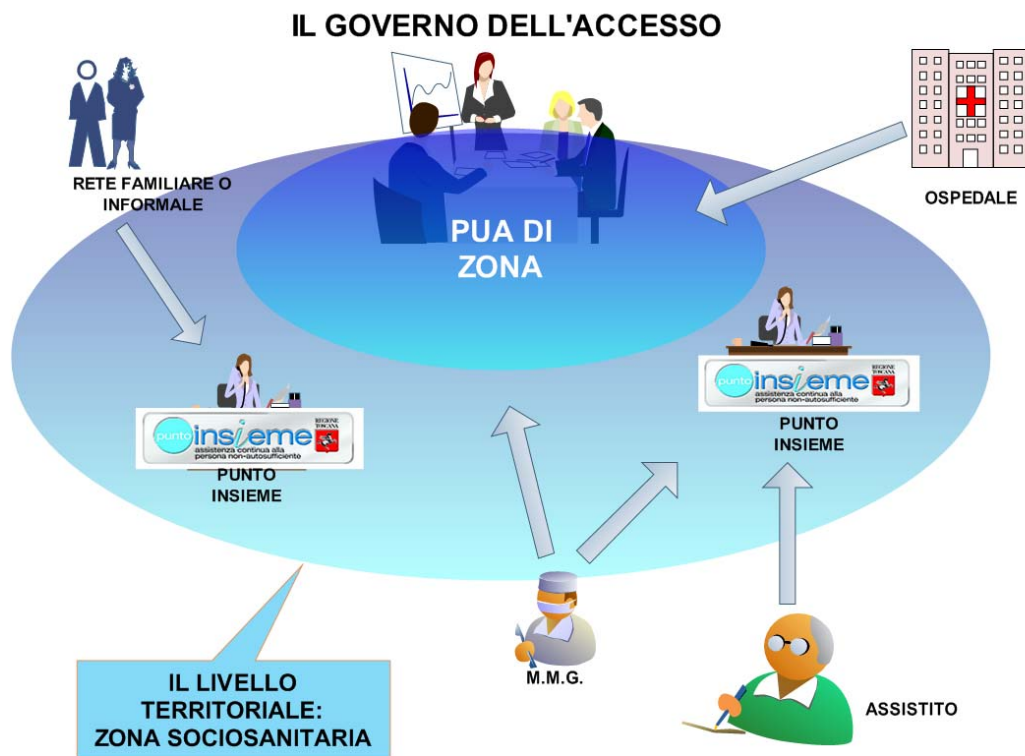 IL GOVERNO DELL'ACCESSO
RETE FAMILIARE O
INFORMALE
OSPEDALE
PUA DI
ZONA
punto
insieme
assistenza continua alla
persona non-autosufficiente
REGIONE
TOSCANA
PUNTO
INSIEME
punto
insieme
assistenza continua alla
persona non-autosufficiente
REGIONE
TOSCANA
PUNTO
INSIEME
M.M.G.
ASSISTITO
IL LIVELLO
TERRITORIALE:
ZONA SOCIOSANITARIA